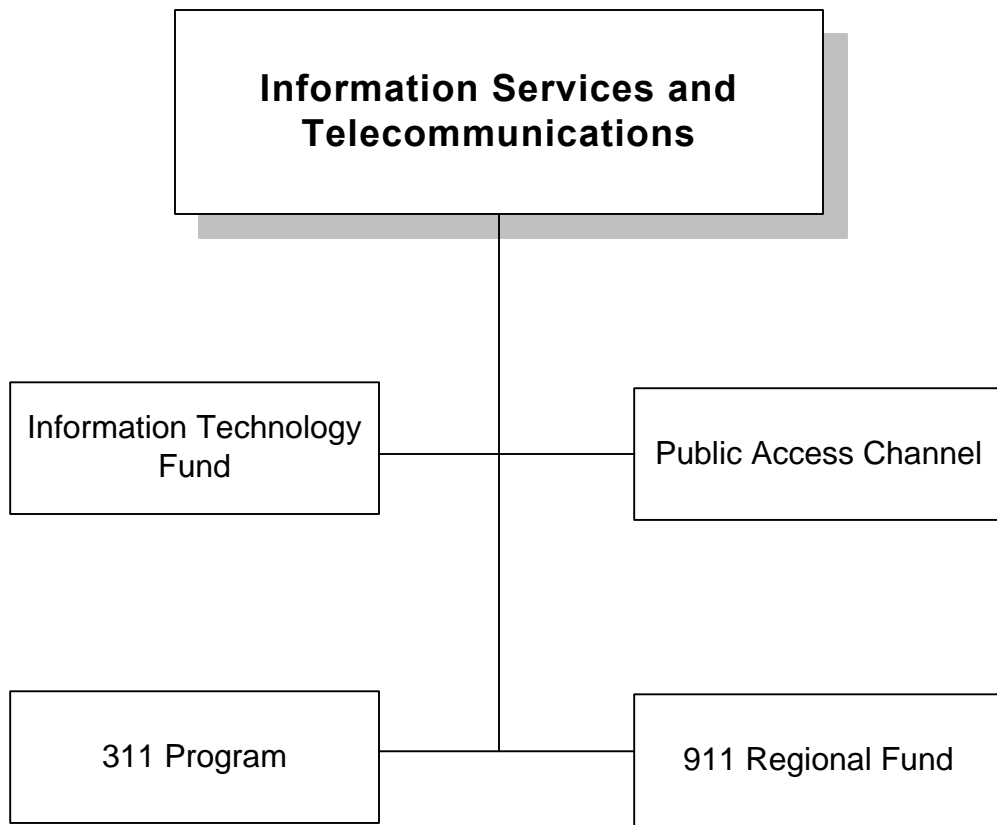 Information Services and
Telecommunications
Information Technology
Fund
Public Access Channel
311 Program
911 Regional Fund